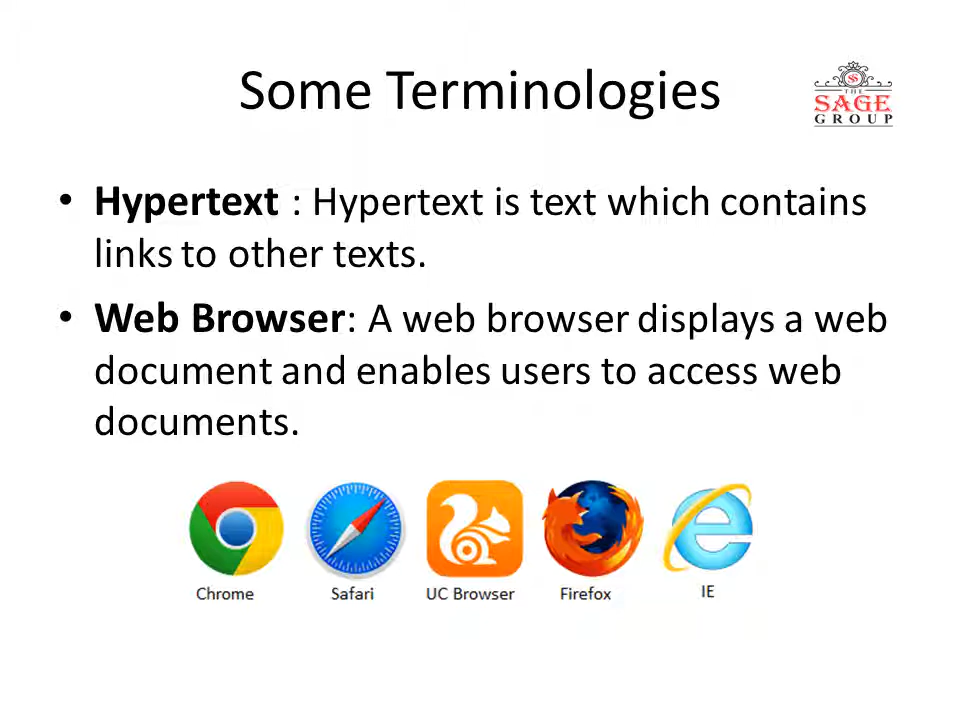 Some Terminologies
SS
THE
SAGE
GROUP
• Hypertext : Hypertext is text which contains
links to other texts.
• Web Browser: A web browser displays a web
document and enables users to access web
documents.
Chrome Safari UC Browser Firefox IE